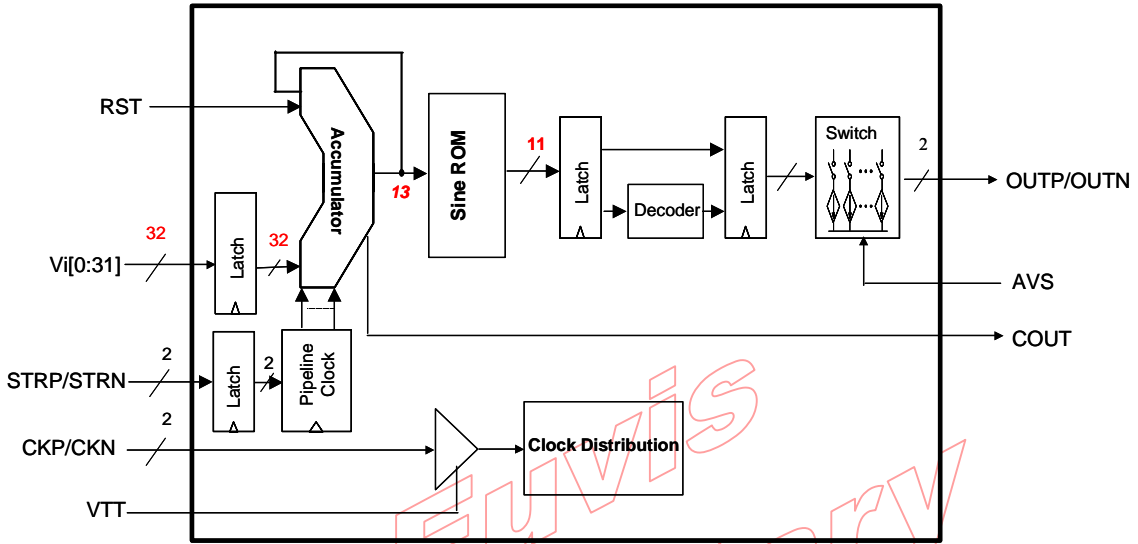 RST
Accumulator
13
Sine ROM
11
Latch
Decoder
Latch
Switch
2
OUTP/OUTN
32
Vi[0:31]
Latch
32
AVS
COUT
2
STRP/STRN
Latch
2
Pipeline
Clock
2
CKP/CKN
Clock Distribution
VTT
Euvis